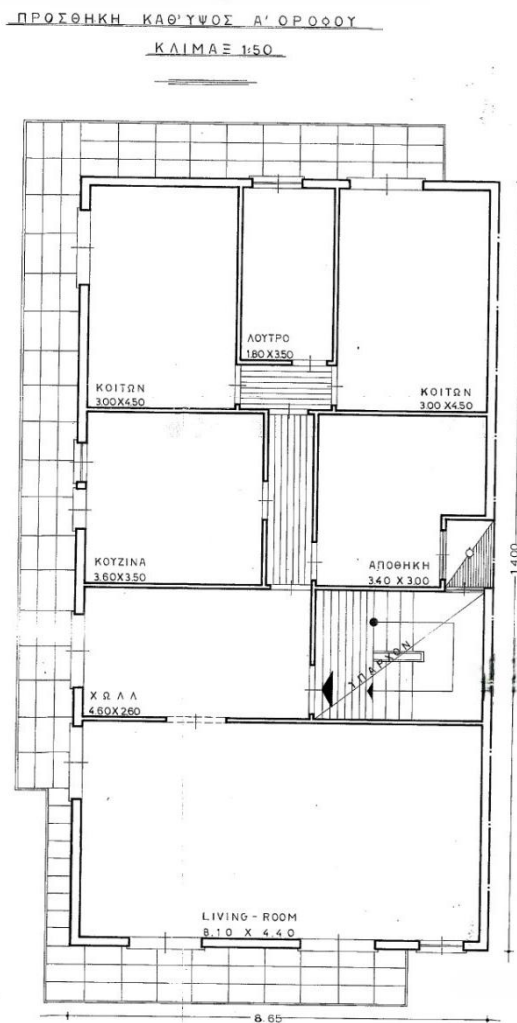 ΠΡΟΣΘΗΚΗ ΚΑΘ'ΥΨΟΣ Α' ΟΡΟΦΟΥ
ΚΛΙΜΑΞ 1:50
ΛΟΥΤΡΟ
1.80 X 3.50
ΚΟΙΤΩΝ
3.00 X 4.50
ΚΟΙΤΩΝ
3.00 X 4.50
ΚΟΥΖΙΝΑ
3.60 X 3.50
ΑΠΟΘΗΚΗ
3.40 X 3.00
14.00
ΥΠΑΡΧΟΝ
ΧΩΛΛ
4.60 X 2.60
LIVING - ROOM
8.10 X 4.40
8.65